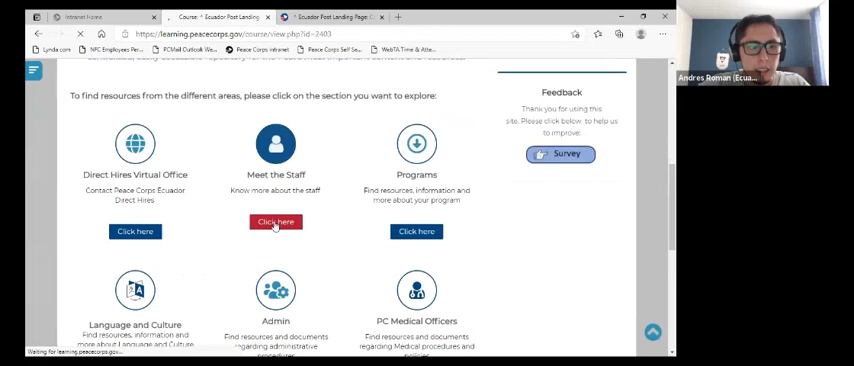 Intranet Home
Course: * Ecuador Post Landing
* Ecuador Post Landing Page: C
https://learning.peacecorps.gov/course/view.php?id=2403
Lynda.com
NFC Employees Per...
PCMail Outlook We...
Peace Corps Intranet
Peace Corps Self Se...
WebTA Time & Atte...
To find resources from the different areas, please click on the section you want to explore:
Direct Hires Virtual Office
Contact Peace Corps Ecuador
Direct Hires
Click here
Meet the Staff
Know more about the staff
Click here
Programs
Find resources, information and
more about your program
Click here
Language and Culture
Find resources, information and
more about Language and Culture
Admin
Find resources and documents
regarding administrative
procedures
PC Medical Officers
Find resources and documents
regarding Medical procedures and
policies
Feedback
Thank you for using this
site. Please click below to help us
to improve:
Survey
Waiting for learning.peacecorps.gov...
Andres Roman (Ecua...